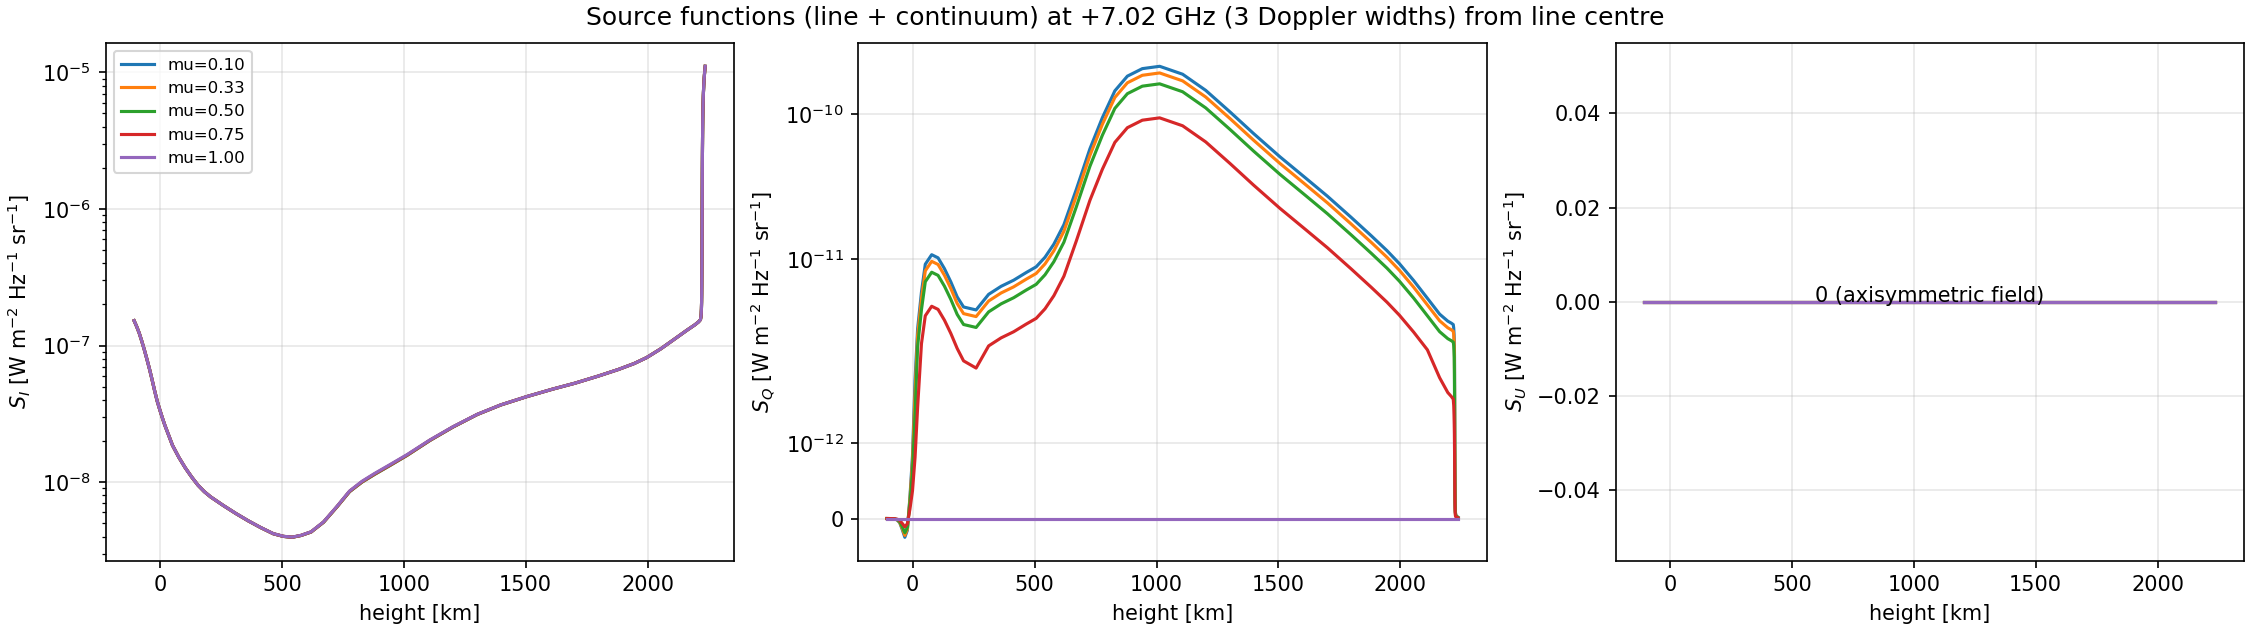 Source functions (line + continuum) at +7.02 GHz (3 Doppler widths) from line centre
S_I [W m⁻² Hz⁻¹ sr⁻¹]
10⁻⁵
10⁻⁶
10⁻⁷
10⁻⁸
mu=0.10
mu=0.33
mu=0.50
mu=0.75
mu=1.00
0 500 1000 1500 2000
height [km]
S_Q [W m⁻² Hz⁻¹ sr⁻¹]
10⁻¹⁰
10⁻¹¹
10⁻¹²
0
0 500 1000 1500 2000
height [km]
S_U [W m⁻² Hz⁻¹ sr⁻¹]
0.04
0.02
0.00
−0.02
−0.04
0 (axisymmetric field)
0 500 1000 1500 2000
height [km]